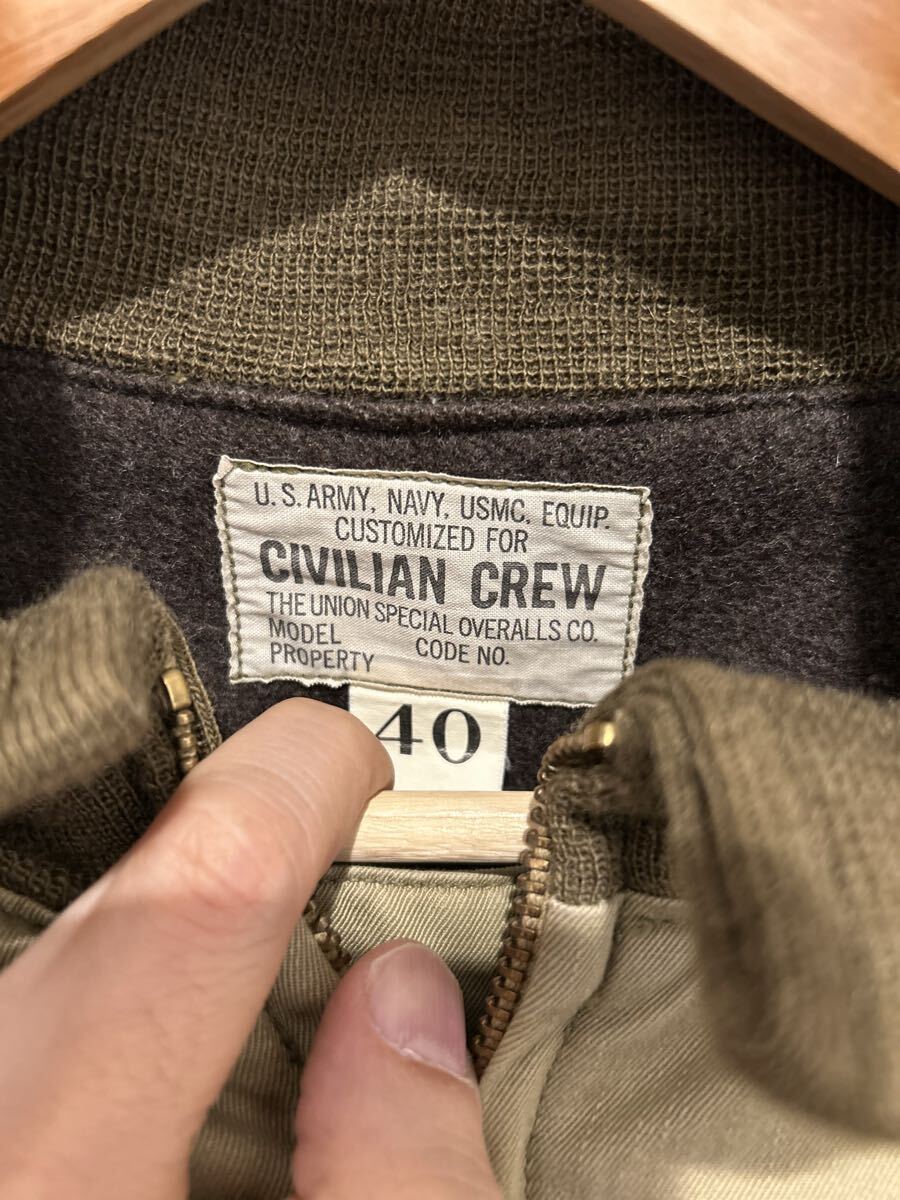 U.S. ARMY, NAVY, USMC, EQUIP.
CUSTOMIZED FOR
CIVILIAN CREW
THE UNION SPECIAL OVERALLS CO.
MODEL
PROPERTY CODE NO.
40